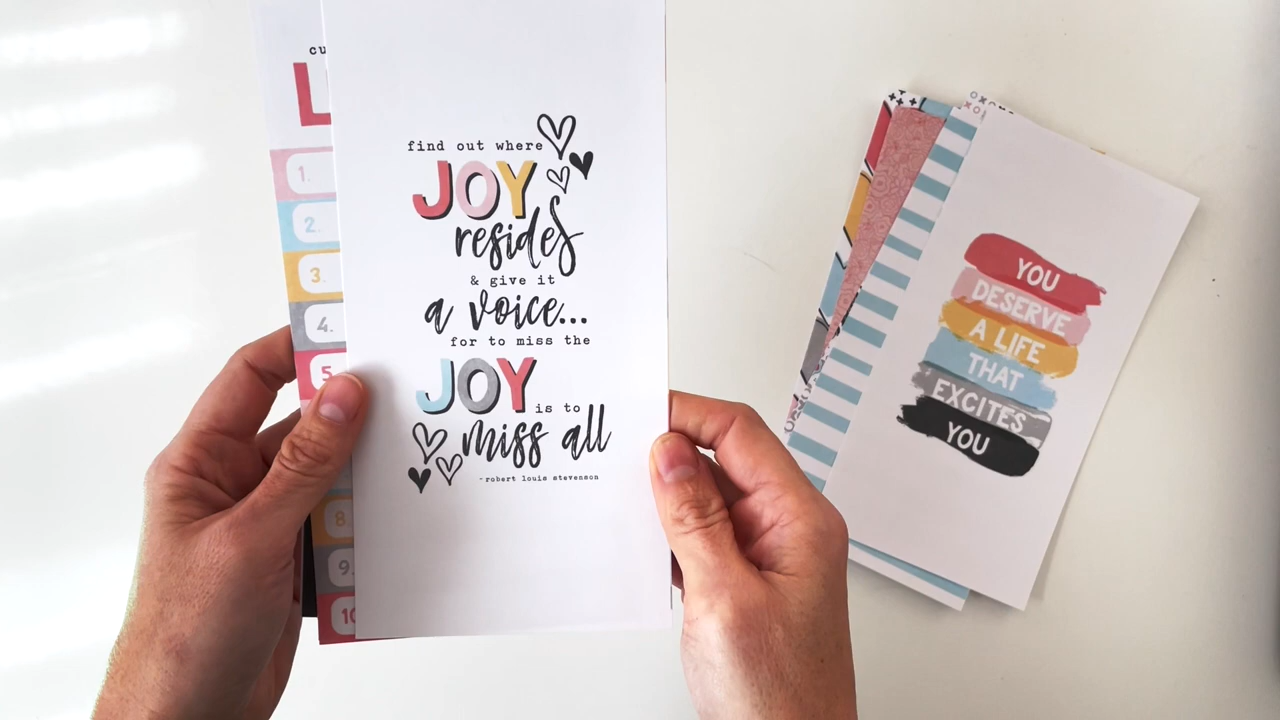 find out where
JOY
resides
& give it
a voice...
for to miss the
JOY
is to
miss all
- robert louis stevenson
cu
L
1.
2.
3.
4.
5.
8.
9.
10
YOU
DESERVE
A LIFE
THAT
EXCITES
YOU